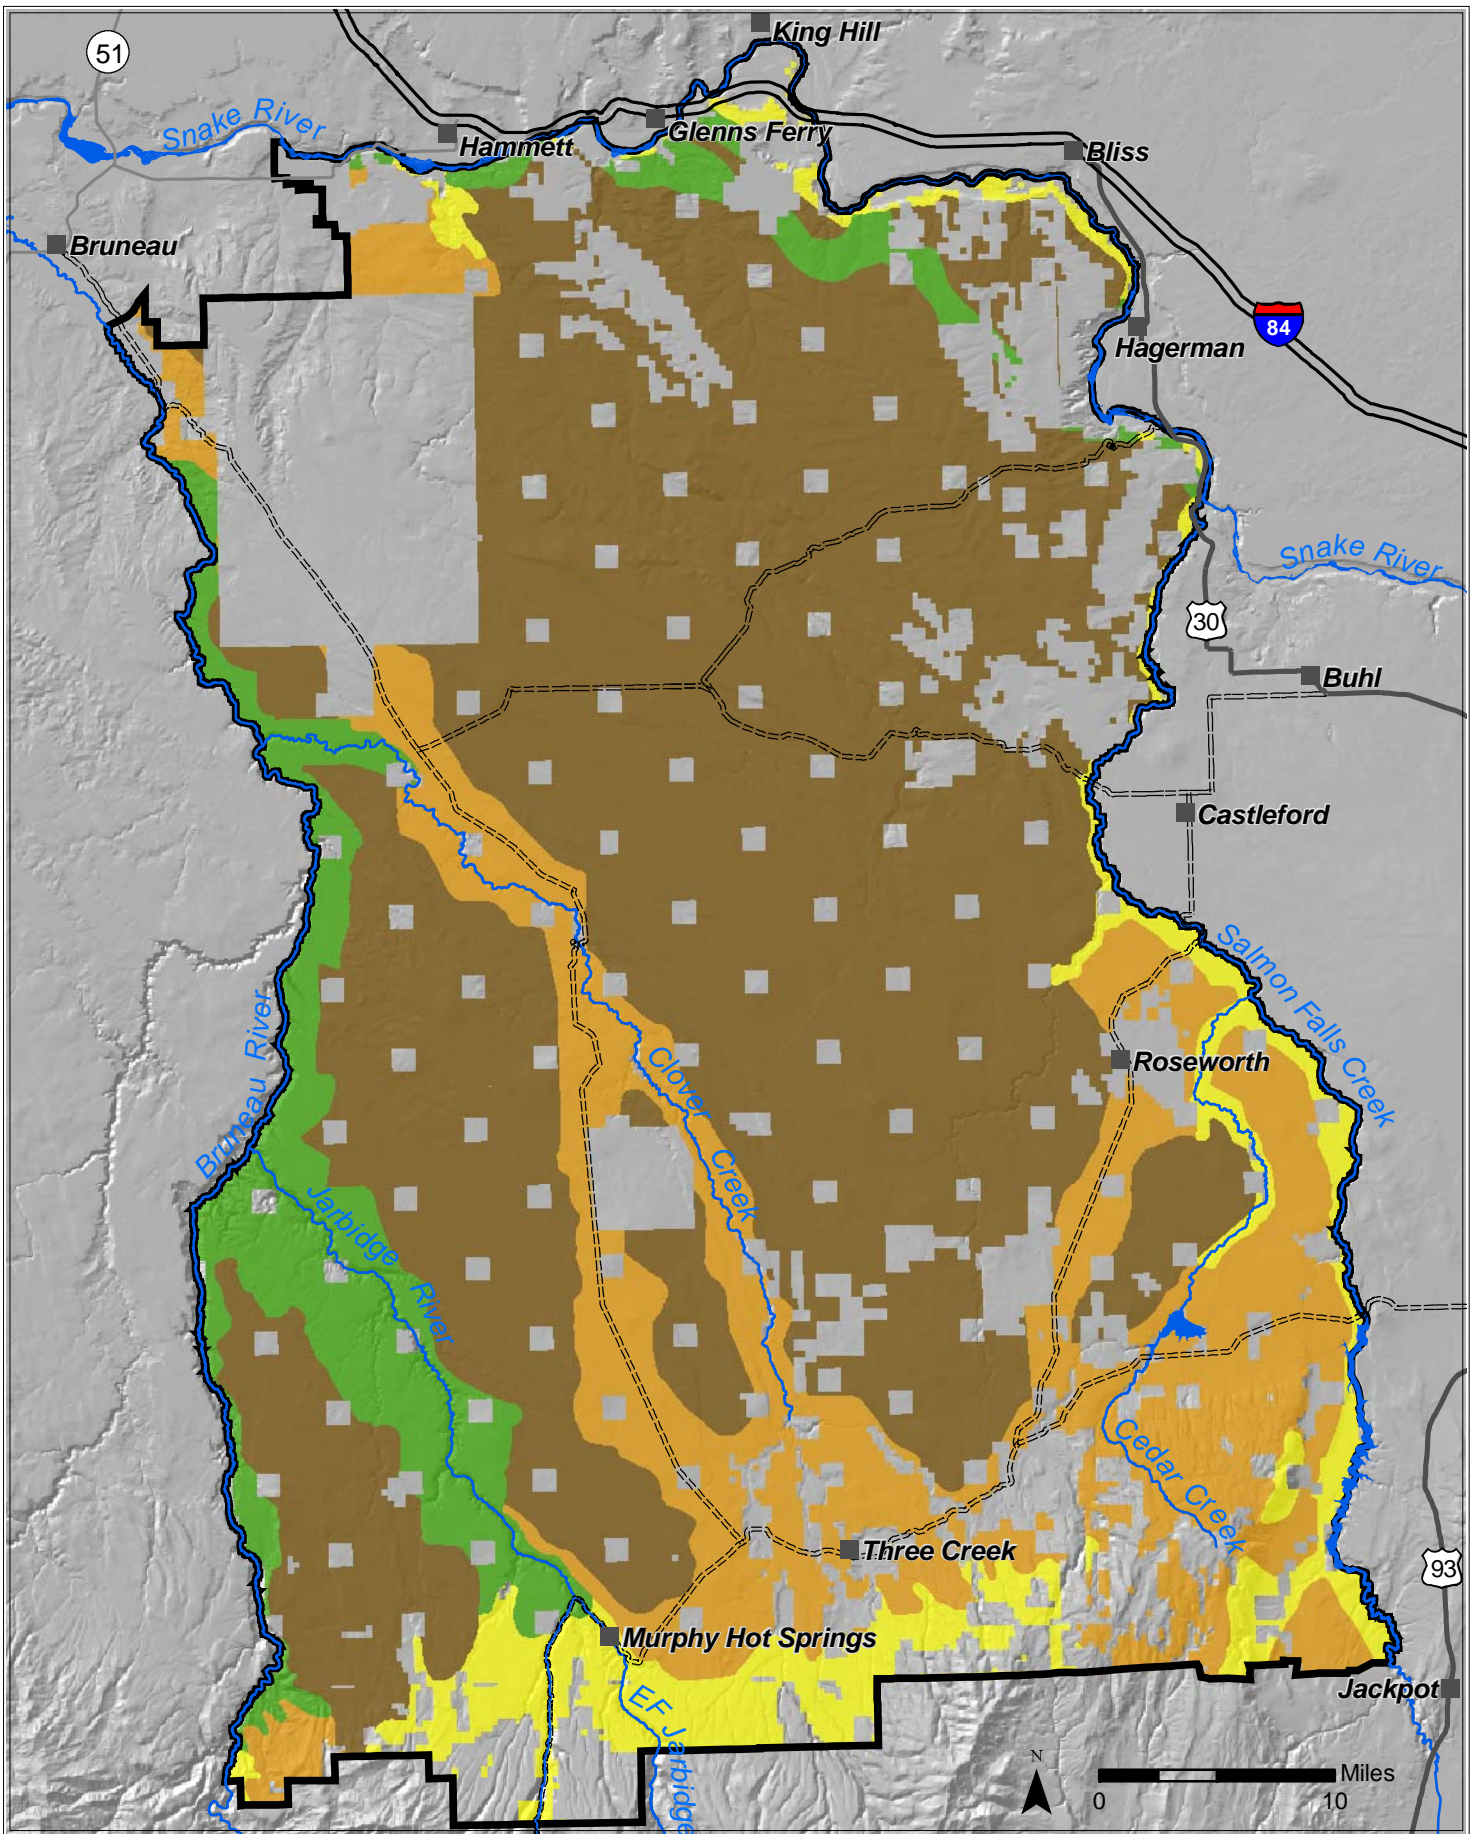 King Hill
51
Snake River
Hammett
Glenns Ferry
Bliss
Bruneau
84
Hagerman
Snake River
30
Buhl
Castleford
Salmon Falls Creek
Bruneau River
Clover Creek
Roseworth
Jarbidge River
Cedar Creek
Three Creek
93
Murphy Hot Springs
EF Jarbidge
Jackpot
N
Miles
0 10